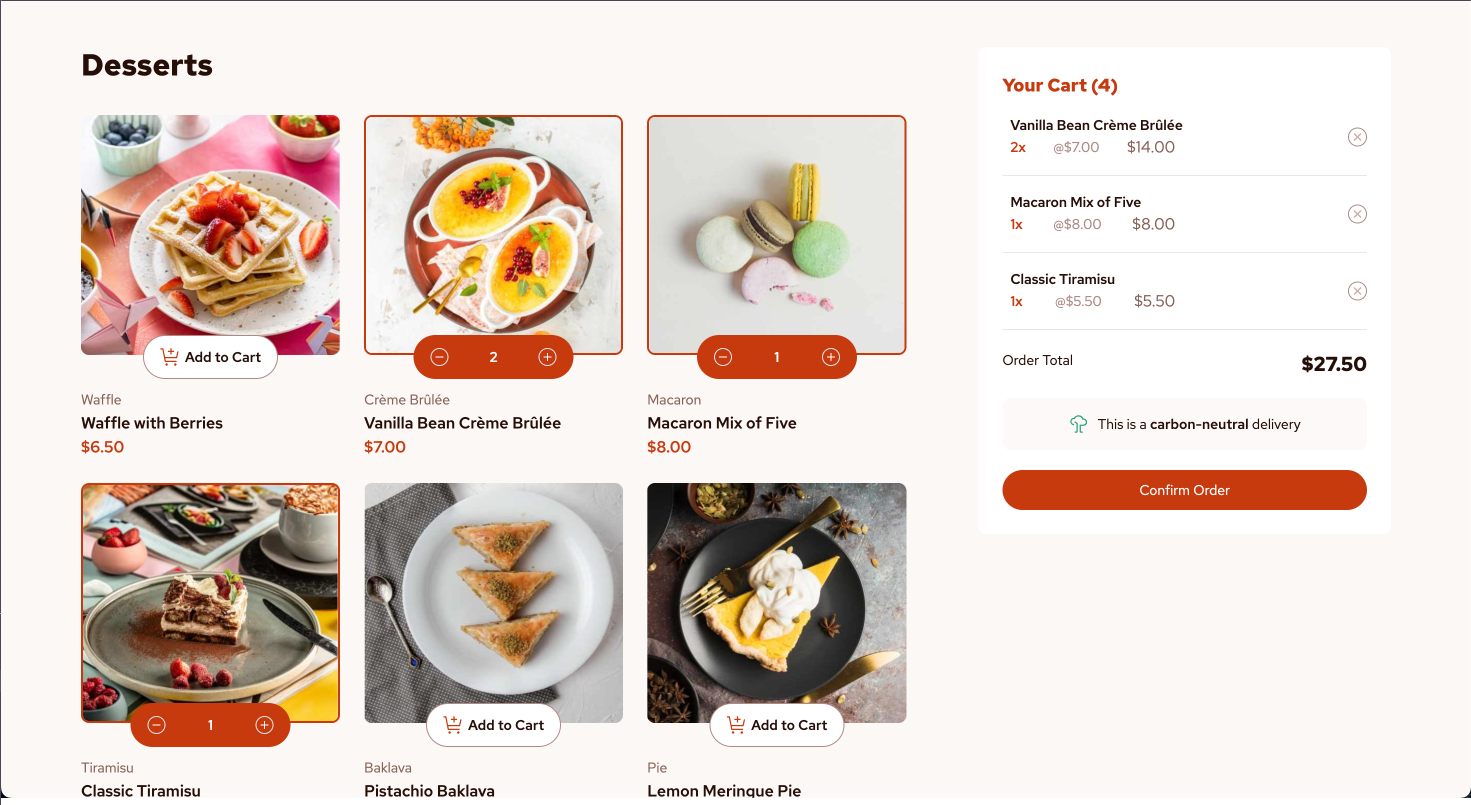 Desserts
Add to Cart
Waffle
Waffle with Berries
$6.50
2
Crème Brûlée
Vanilla Bean Crème Brûlée
$7.00
1
Macaron
Macaron Mix of Five
$8.00
1
Tiramisu
Classic Tiramisu
Add to Cart
Baklava
Pistachio Baklava
Add to Cart
Pie
Lemon Meringue Pie
Your Cart (4)
Vanilla Bean Crème Brûlée
2x @$7.00 $14.00
Macaron Mix of Five
1x @$8.00 $8.00
Classic Tiramisu
1x @$5.50 $5.50
Order Total $27.50
This is a carbon-neutral delivery
Confirm Order